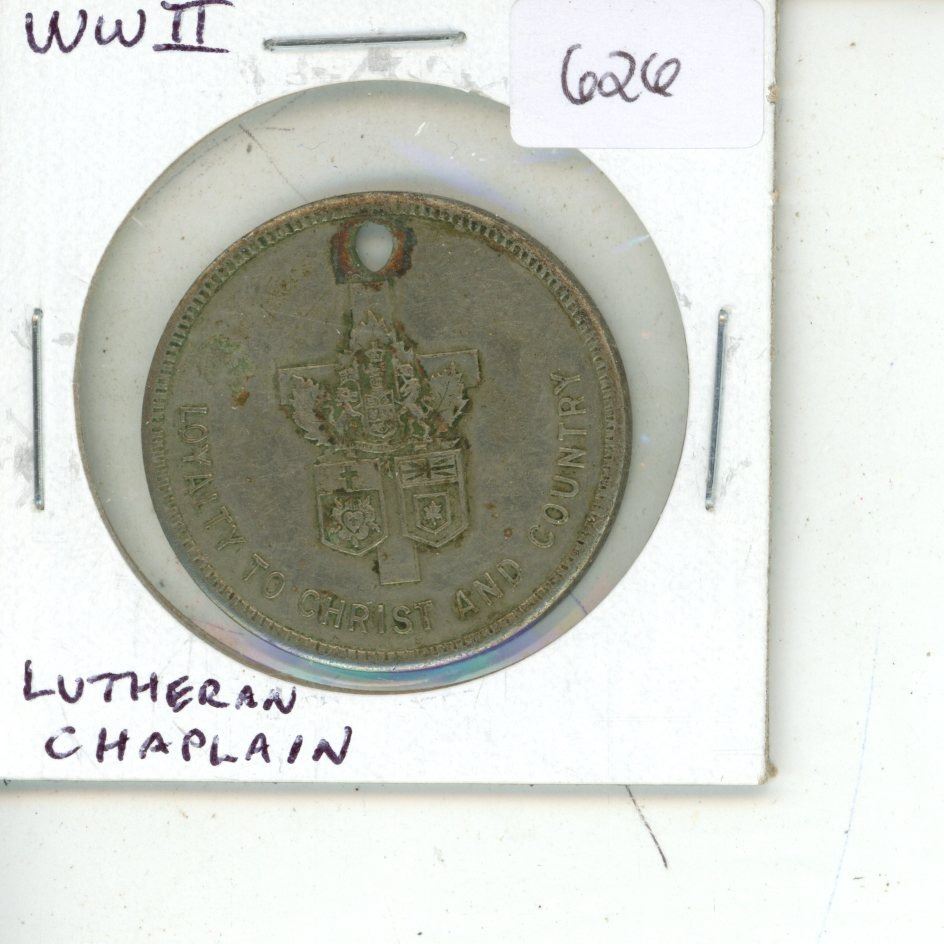 WW II
626
LOYALTY TO CHRIST AND COUNTRY
LUTHERAN
CHAPLAIN